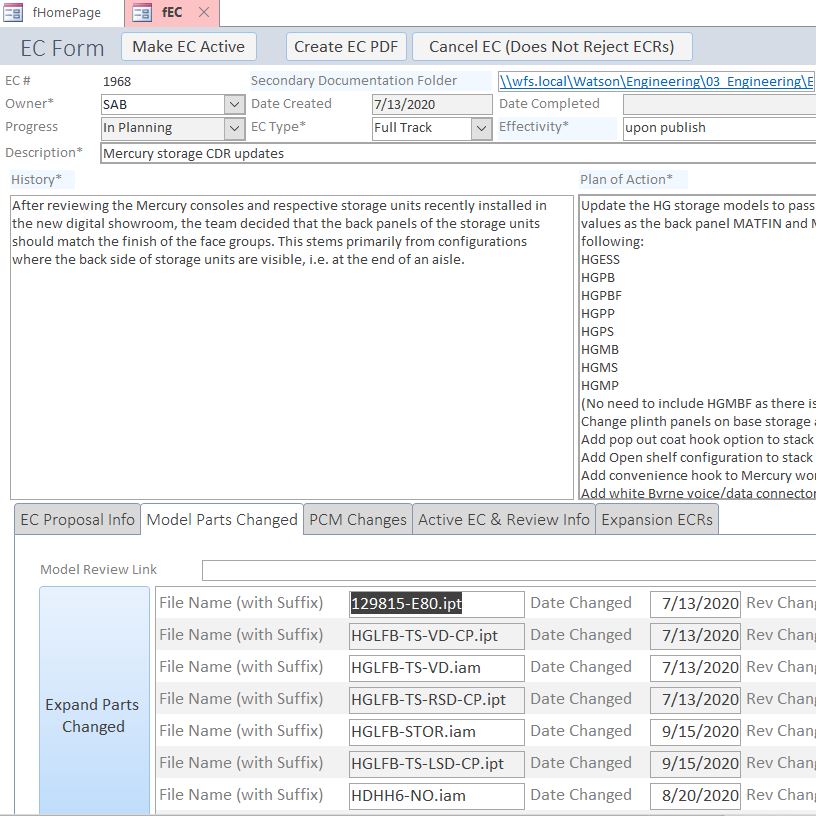 fHomePage fEC
EC Form Make EC Active Create EC PDF Cancel EC (Does Not Reject ECRs)
EC # 1968 Secondary Documentation Folder \\wfs.local\Watson\Engineering\03_Engineering\E
Owner* SAB Date Created 7/13/2020 Date Completed
Progress In Planning EC Type* Full Track Effectivity* upon publish
Description* Mercury storage CDR updates
History*
After reviewing the Mercury consoles and respective storage units recently installed in
the new digital showroom, the team decided that the back panels of the storage units
should match the finish of the face groups. This stems primarily from configurations
where the back side of storage units are visible, i.e. at the end of an aisle.
Plan of Action*
Update the HG storage models to pass
values as the back panel MATFIN and M
following:
HGESS
HGPB
HGPBF
HGPP
HGPS
HGMB
HGMS
HGMP
(No need to include HGMBF as there is
Change plinth panels on base storage a
Add pop out coat hook option to stack
Add Open shelf configuration to stack
Add convenience hook to Mercury wor
Add white Byrne voice/data connector
EC Proposal Info Model Parts Changed PCM Changes Active EC & Review Info Expansion ECRs
Model Review Link
Expand Parts
Changed
File Name (with Suffix) 129815-E80.ipt Date Changed 7/13/2020 Rev Chang
File Name (with Suffix) HGLFB-TS-VD-CP.ipt Date Changed 7/13/2020 Rev Chang
File Name (with Suffix) HGLFB-TS-VD.iam Date Changed 7/13/2020 Rev Chang
File Name (with Suffix) HGLFB-TS-RSD-CP.ipt Date Changed 7/13/2020 Rev Chang
File Name (with Suffix) HGLFB-STOR.iam Date Changed 9/15/2020 Rev Chang
File Name (with Suffix) HGLFB-TS-LSD-CP.ipt Date Changed 9/15/2020 Rev Chang
File Name (with Suffix) HDHH6-NO.iam Date Changed 8/20/2020 Rev Chang